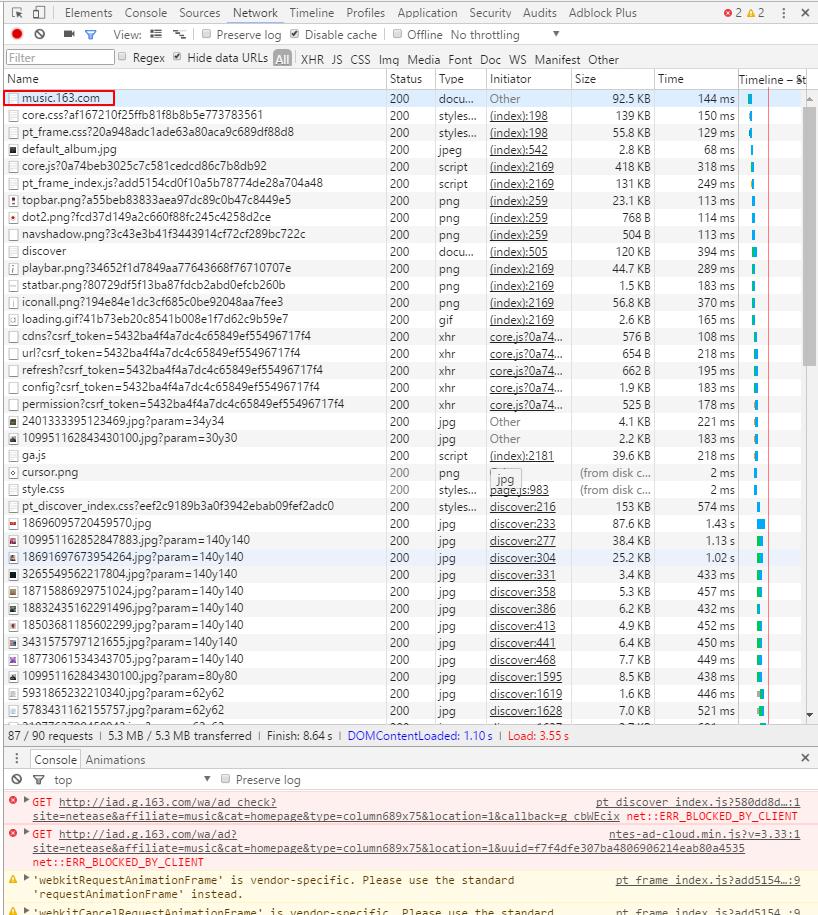 Elements Console Sources Network Timeline Profiles Application Security Audits Adblock Plus 2 2
View: Preserve log Disable cache Offline No throttling
Filter Regex Hide data URLs All XHR JS CSS Img Media Font Doc WS Manifest Other
Name Status Type Initiator Size Time Timeline – St
music.163.com 200 docu... Other 92.5 KB 144 ms
core.css?af167210f25ffb81f8b8b5e773783561 200 styles... (index):198 139 KB 150 ms
pt_frame.css?20a948adc1ade63a80aca9c689df88d8 200 styles... (index):198 55.8 KB 129 ms
default_album.jpg 200 jpeg (index):542 2.8 KB 68 ms
core.js?0a74beb3025c7c581cedcd86c7b8db92 200 script (index):2169 418 KB 318 ms
pt_frame_index.js?add5154cd0f10a5b78774de28a704a48 200 script (index):2169 131 KB 249 ms
topbar.png?a55beb83833aea97dc89c0b47c8449e5 200 png (index):259 23.1 KB 113 ms
dot2.png?fcd37d149a2c660f88fc245c4258d2ce 200 png (index):259 768 B 114 ms
navshadow.png?3c43e3b41f3443914cf72cf289bc722c 200 png (index):259 504 B 113 ms
discover 200 docu... (index):505 120 KB 394 ms
playbar.png?34652f1d7849aa77643668f76710707e 200 png (index):2169 44.7 KB 289 ms
statbar.png?80729df5f13ba87fdcb2abd0efcb260b 200 png (index):2169 1.5 KB 183 ms
iconall.png?194e84e1dc3cf685c0be92048aa7fee3 200 png (index):2169 56.8 KB 370 ms
loading.gif?41b73eb20c8541b008e1f7d62c9b59e7 200 gif (index):2169 2.6 KB 165 ms
cdns?csrf_token=5432ba4f4a7dc4c65849ef55496717f4 200 xhr core.js?0a74... 576 B 108 ms
url?csrf_token=5432ba4f4a7dc4c65849ef55496717f4 200 xhr core.js?0a74... 654 B 218 ms
refresh?csrf_token=5432ba4f4a7dc4c65849ef55496717f4 200 xhr core.js?0a74... 662 B 195 ms
config?csrf_token=5432ba4f4a7dc4c65849ef55496717f4 200 xhr core.js?0a74... 1.9 KB 183 ms
permission?csrf_token=5432ba4f4a7dc4c65849ef55496717f4 200 xhr core.js?0a74... 525 B 178 ms
2401333395123469.jpg?param=34y34 200 jpg Other 4.1 KB 221 ms
109951162843430100.jpg?param=30y30 200 jpg Other 2.2 KB 183 ms
ga.js 200 script (index):2181 39.6 KB 218 ms
cursor.png 200 png jpg (from disk c... 2 ms
style.css 200 styles... page.js:983 (from disk c... 2 ms
pt_discover_index.css?eef2c9189b3a0f3942ebab09fef2adc0 200 styles... discover:216 153 KB 574 ms
18696095720459570.jpg 200 jpg discover:233 87.6 KB 1.43 s
109951162852847883.jpg?param=140y140 200 jpg discover:277 38.4 KB 1.13 s
18691697673954264.jpg?param=140y140 200 jpg discover:304 25.2 KB 1.02 s
3265549562217804.jpg?param=140y140 200 jpg discover:331 3.4 KB 433 ms
18715886929751024.jpg?param=140y140 200 jpg discover:358 5.3 KB 457 ms
18832435162291496.jpg?param=140y140 200 jpg discover:386 6.2 KB 432 ms
18503681185602299.jpg?param=140y140 200 jpg discover:413 4.9 KB 452 ms
3431575797121655.jpg?param=140y140 200 jpg discover:441 6.4 KB 450 ms
18773061534343705.jpg?param=140y140 200 jpg discover:468 7.7 KB 449 ms
109951162843430100.jpg?param=80y80 200 jpg discover:1595 8.5 KB 438 ms
5931865232210340.jpg?param=62y62 200 jpg discover:1619 1.6 KB 446 ms
5783431162155757.jpg?param=62y62 200 jpg discover:1628 7.0 KB 521 ms
87 / 90 requests | 5.3 MB / 5.3 MB transferred | Finish: 8.64 s | DOMContentLoaded: 1.10 s | Load: 3.55 s
Console Animations
top Preserve log
GET http://iad.g.163.com/wa/ad_check? pt_discover_index.js?580dd8d…:1
site=netease&affiliate=music&cat=homepage&type=column689x75&location=1&callback=g_cbWEcix net::ERR_BLOCKED_BY_CLIENT
GET http://iad.g.163.com/wa/ad? ntes-ad-cloud.min.js?v=3.33:1
site=netease&affiliate=music&cat=homepage&type=column689x75&location=1&uuid=f7f4dfe307ba4806906214eab80a4535
net::ERR_BLOCKED_BY_CLIENT
'webkitRequestAnimationFrame' is vendor-specific. Please use the standard pt_frame_index.js?add5154…:9
'requestAnimationFrame' instead.
'webkitCancelRequestAnimationFrame' is vendor-specific. Please use the standard pt_frame_index.js?add5154…:9